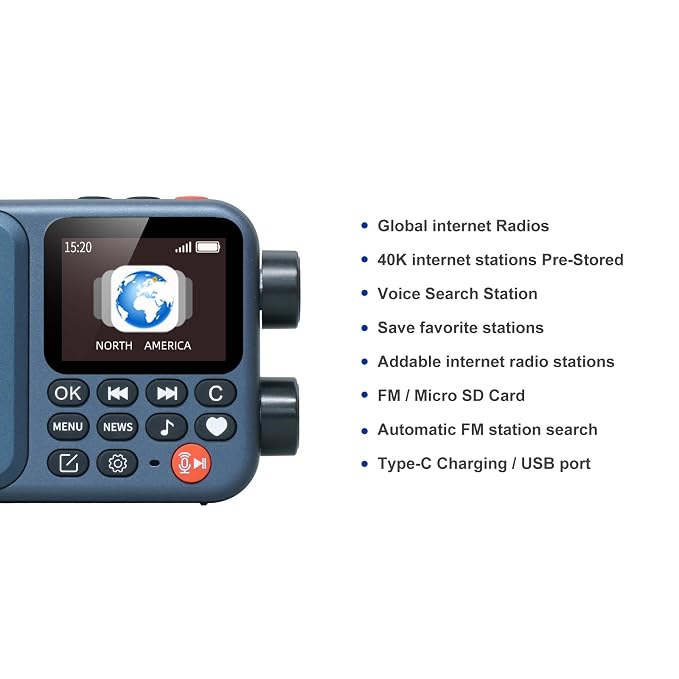 15:20
NORTH AMERICA
OK C
MENU NEWS
Global internet Radios
40K internet stations Pre-Stored
Voice Search Station
Save favorite stations
Addable internet radio stations
FM / Micro SD Card
Automatic FM station search
Type-C Charging / USB port